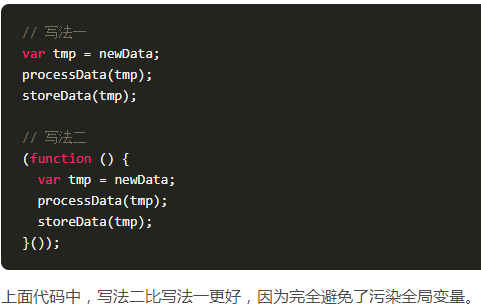 // 写法一
var tmp = newData;
processData(tmp);
storeData(tmp);

// 写法二
(function () {
  var tmp = newData;
  processData(tmp);
  storeData(tmp);
}());
上面代码中，写法二比写法一更好，因为完全避免了污染全局变量。